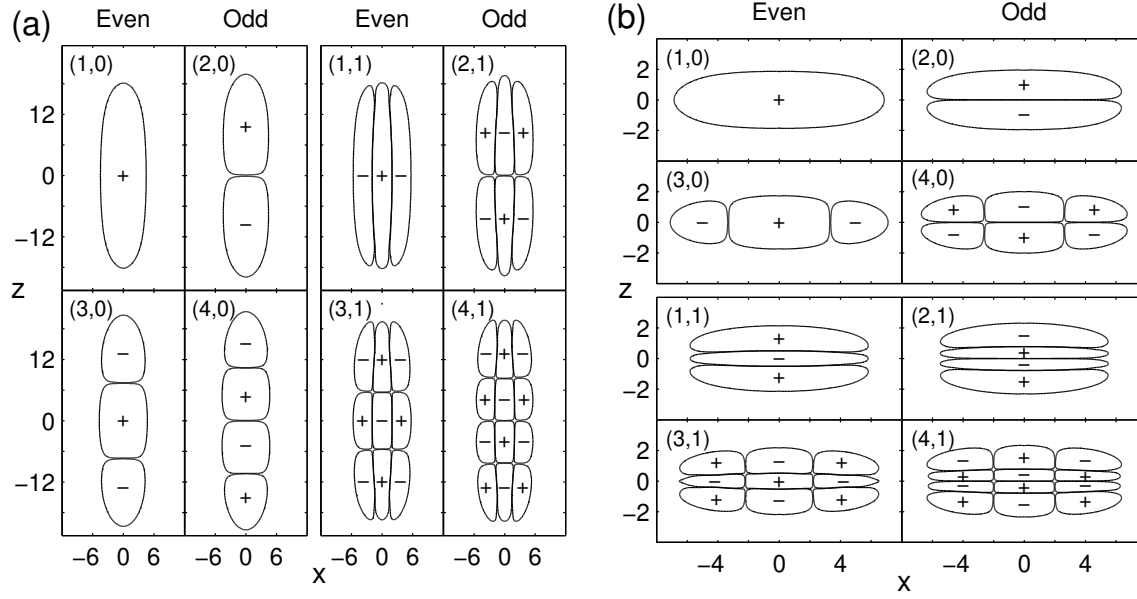 (a)
Even Odd Even Odd
(1,0) (2,0) (1,1) (2,1)
12
0
−12
+ + − + − + − +
− − + −
z
(3,0) (4,0) (3,1) (4,1)
12
0
−12
− − − + − − + −
+ + + − + + − +
− − + −
− + − + − + − +
−6 0 6 −6 0 6 −6 0 6 −6 0 6
x
(b)
Even Odd
(1,0) (2,0)
2
0
−2
+ + −
(3,0) (4,0)
2
0
−2
− + − + − +
− + −
z
(1,1) (2,1)
2
0
−2
+ − + − + − +
(3,1) (4,1)
2
0
−2
+ − + − + −
− + − + − +
− + −
+ − + + − +
−4 0 4 −4 0 4
x